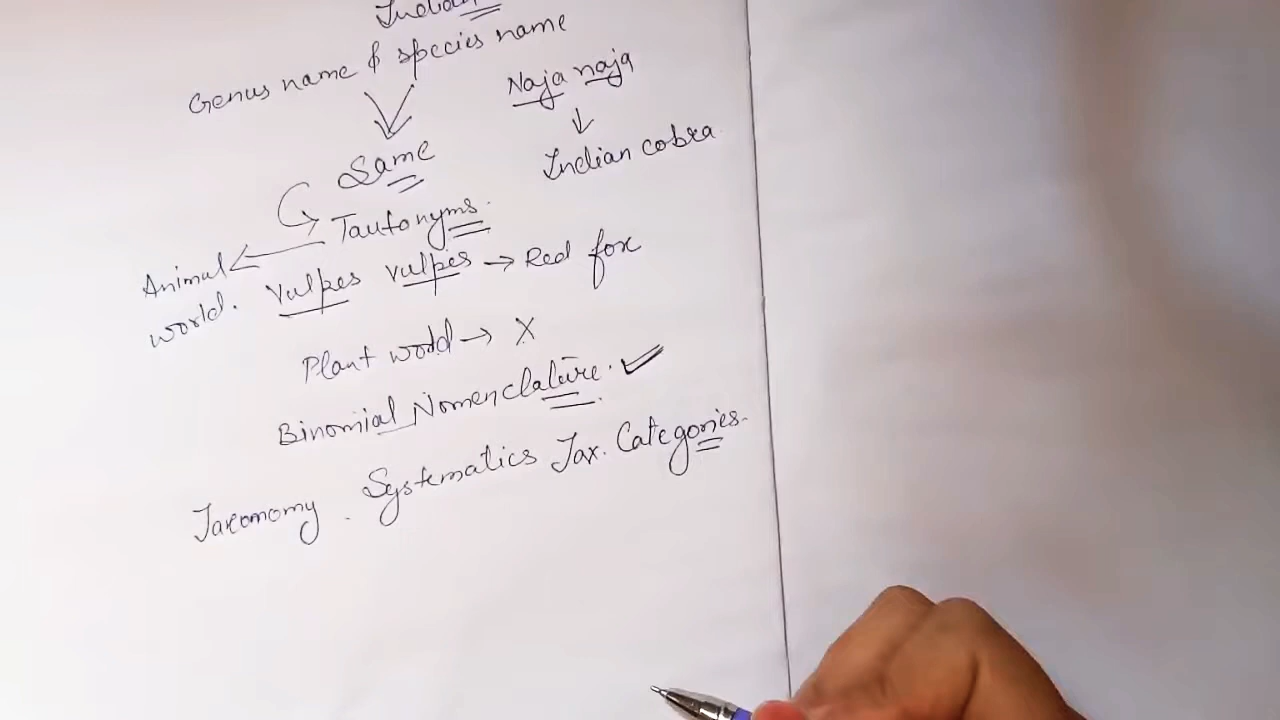 Indian
Genus name & species name
Naja naja
↓
Indian cobra
Same
Tautonyms.
Animal world.
Vulpes vulpes → Red fox
Plant world → X
Binomial Nomenclature. ✓
Taxonomy. Systematics Tax. Categories.